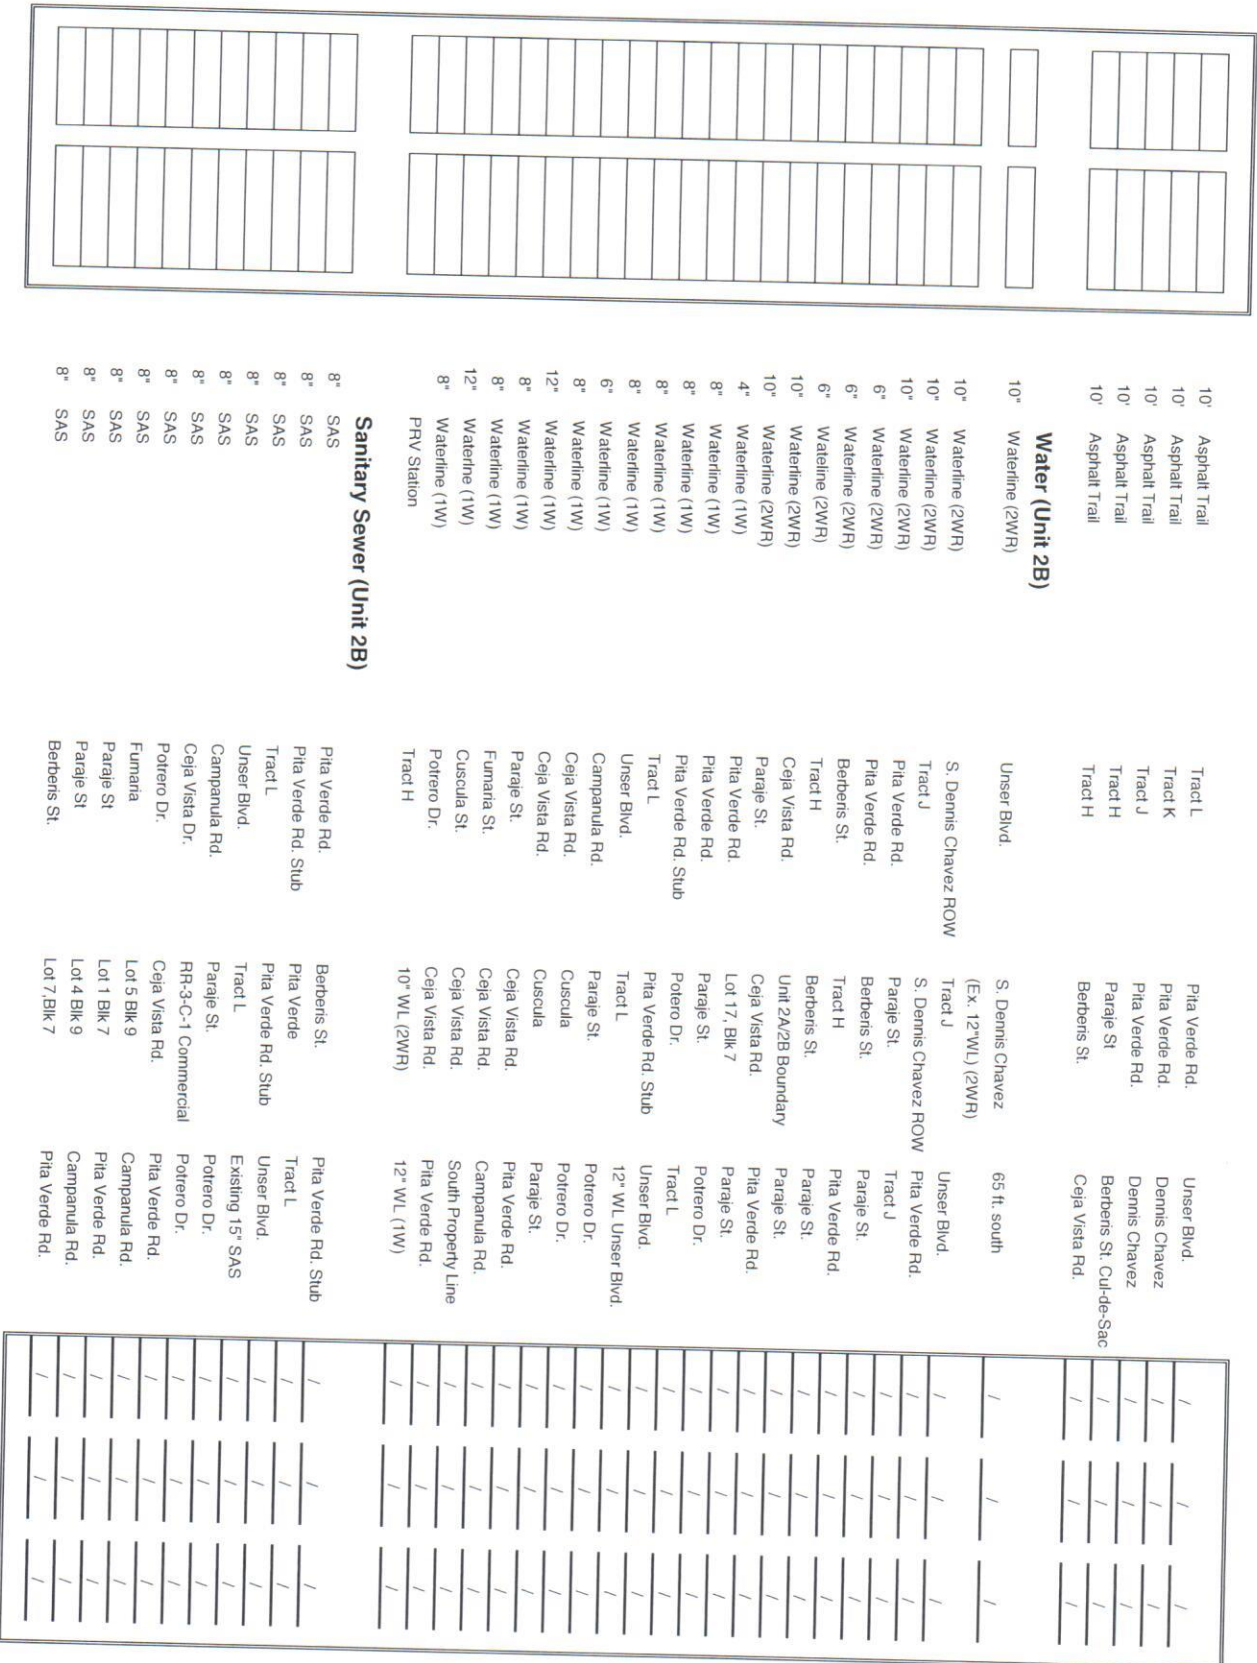 10' Asphalt Trail Tract L Pita Verde Rd. Unser Blvd. / / /
10' Asphalt Trail Tract K Pita Verde Rd. Dennis Chavez / / /
10' Asphalt Trail Tract J Pita Verde Rd. Dennis Chavez / / /
10' Asphalt Trail Tract H Paraje St Berberis St. Cul-de-Sac / / /
10' Asphalt Trail Tract H Berberis St. Ceja Vista Rd. / / /
Water (Unit 2B)
10" Waterline (2WR) Unser Blvd. S. Dennis Chavez 65 ft. south / / /
(Ex. 12"WL) (2WR)
10" Waterline (2WR) S. Dennis Chavez ROW Tract J Unser Blvd. / / /
10" Waterline (2WR) Tract J S. Dennis Chavez ROW Pita Verde Rd. / / /
10" Waterline (2WR) Pita Verde Rd. Paraje St. Tract J / / /
6" Waterline (2WR) Pita Verde Rd. Berberis St. Paraje St. / / /
6" Waterline (2WR) Berberis St. Tract H Pita Verde Rd. / / /
6" Wateline (2WR) Tract H Berberis St. Paraje St. / / /
10" Waterline (2WR) Ceja Vista Rd. Unit 2A/2B Boundary Paraje St. / / /
10" Waterline (2WR) Paraje St. Ceja Vista Rd. Pita Verde Rd. / / /
4" Waterline (1W) Pita Verde Rd. Lot 17, Blk 7 Paraje St. / / /
8" Waterline (1W) Pita Verde Rd. Paraje St. Potrero Dr. / / /
8" Waterline (1W) Pita Verde Rd. Stub Potero Dr. Tract L / / /
8" Waterline (1W) Tract L Pita Verde Rd. Stub Unser Blvd. / / /
8" Waterline (1W) Unser Blvd. Tract L 12" WL Unser Blvd. / / /
6" Waterline (1W) Campanula Rd. Paraje St. Potrero Dr. / / /
8" Waterline (1W) Ceja Vista Rd. Cuscula Potrero Dr. / / /
12" Waterline (1W) Ceja Vista Rd. Cuscula Paraje St. / / /
8" Waterline (1W) Paraje St. Ceja Vista Rd. Pita Verde Rd. / / /
8" Waterline (1W) Fumaria St. Ceja Vista Rd. Campanula Rd. / / /
12" Waterlne (1W) Cuscula St. Ceja Vista Rd. South Property Line / / /
8" Waterline (1W) Potrero Dr. Ceja Vista Rd. Pita Verde Rd. / / /
PRV Station Tract H 10" WL (2WR) 12" WL (1W) / / /
Sanitary Sewer (Unit 2B)
8" SAS Pita Verde Rd. Berberis St. Pita Verde Rd. Stub / / /
8" SAS Pita Verde Rd. Stub Pita Verde Tract L / / /
8" SAS Tract L Pita Verde Rd. Stub Unser Blvd. / / /
8" SAS Unser Blvd. Tract L Existing 15" SAS / / /
8" SAS Campanula Rd. Paraje St. Potrero Dr. / / /
8" SAS Ceja Vista Dr. RR-3-C-1 Commercial Potrero Dr. / / /
8" SAS Potrero Dr. Ceja Vista Rd. Pita Verde Rd. / / /
8" SAS Fumaria Lot 5 Blk 9 Campanula Rd. / / /
8" SAS Paraje St Lot 1 Blk 7 Pita Verde Rd. / / /
8" SAS Paraje St Lot 4 Blk 9 Campanula Rd. / / /
8" SAS Berberis St. Lot 7,Blk 7 Pita Verde Rd. / / /